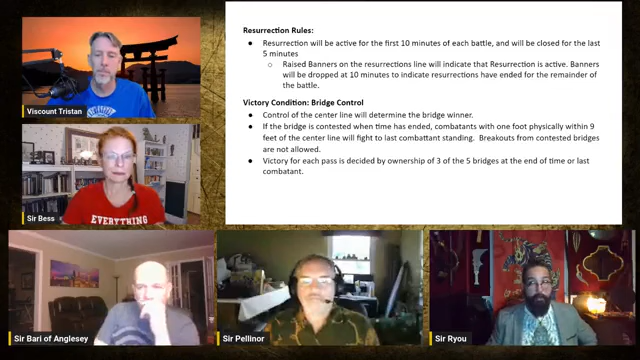 Resurrection Rules:
● Resurrection will be active for the first 10 minutes of each battle, and will be closed for the last
5 minutes
○ Raised Banners on the resurrections line will indicate that Resurrection is active. Banners
will be dropped at 10 minutes to indicate resurrections have ended for the remainder of
the battle.
Victory Condition: Bridge Control
● Control of the center line will determine the bridge winner.
● If the bridge is contested when time has ended, combatants with one foot physically within 9
feet of the center line will fight to last combattant standing. Breakouts from contested bridges
are not allowed.
● Victory for each pass is decided by ownership of 3 of the 5 bridges at the end of time or last
combatant.
Viscount Tristan
EVERYTHING
Sir Bess
Sir Bari of Anglesey
Sir Pellinor
Sir Ryou